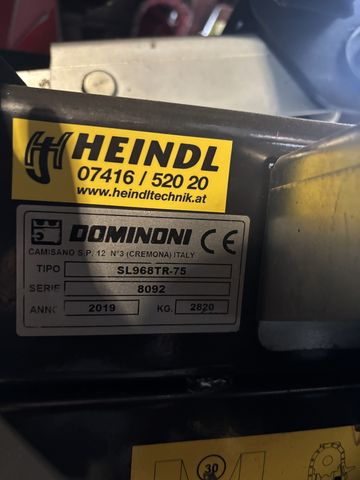 HEINDL
07416 / 520 20
www.heindltechnik.at
DOMINONI CE
CAMISANO S.P. 12 N°3 (CREMONA) ITALY
TIPO SL968TR-75
SERIE 8092
ANNO 2019 KG. 2820
30